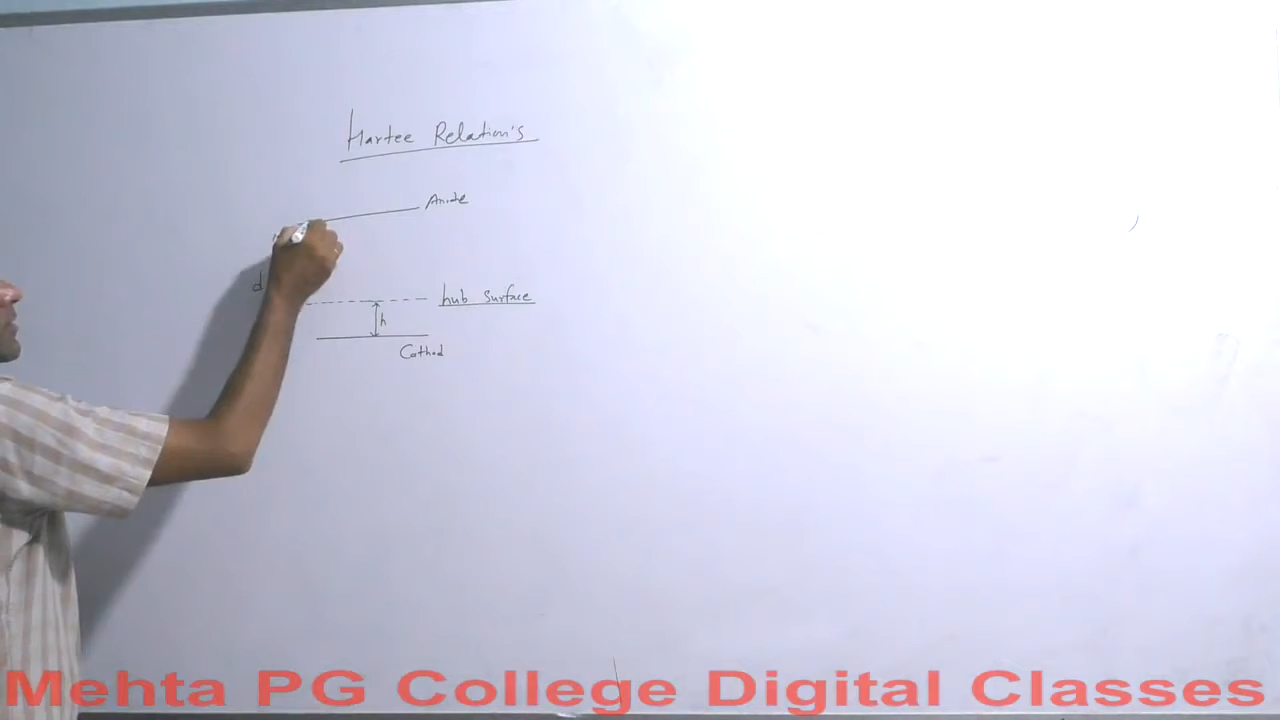 Hartee Relation's
Anode
d
hub Surface
h
Cathod
Mehta PG College Digital Classes